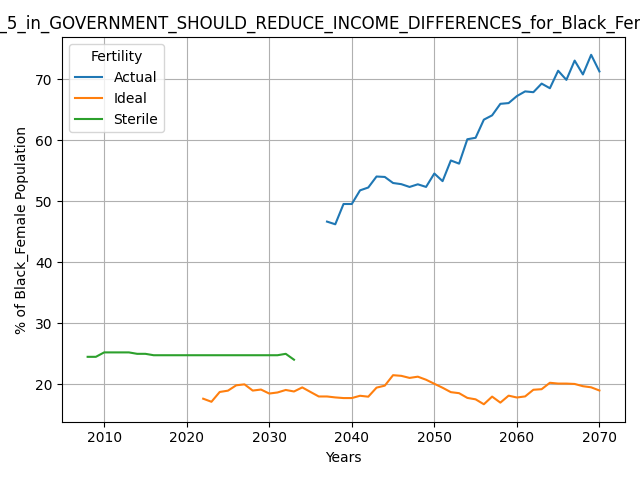 _5_in_GOVERNMENT_SHOULD_REDUCE_INCOME_DIFFERENCES_for_Black_Fer
Fertility
Actual
Ideal
Sterile
% of Black_Female Population
70
60
50
40
30
20
2010 2020 2030 2040 2050 2060 2070
Years